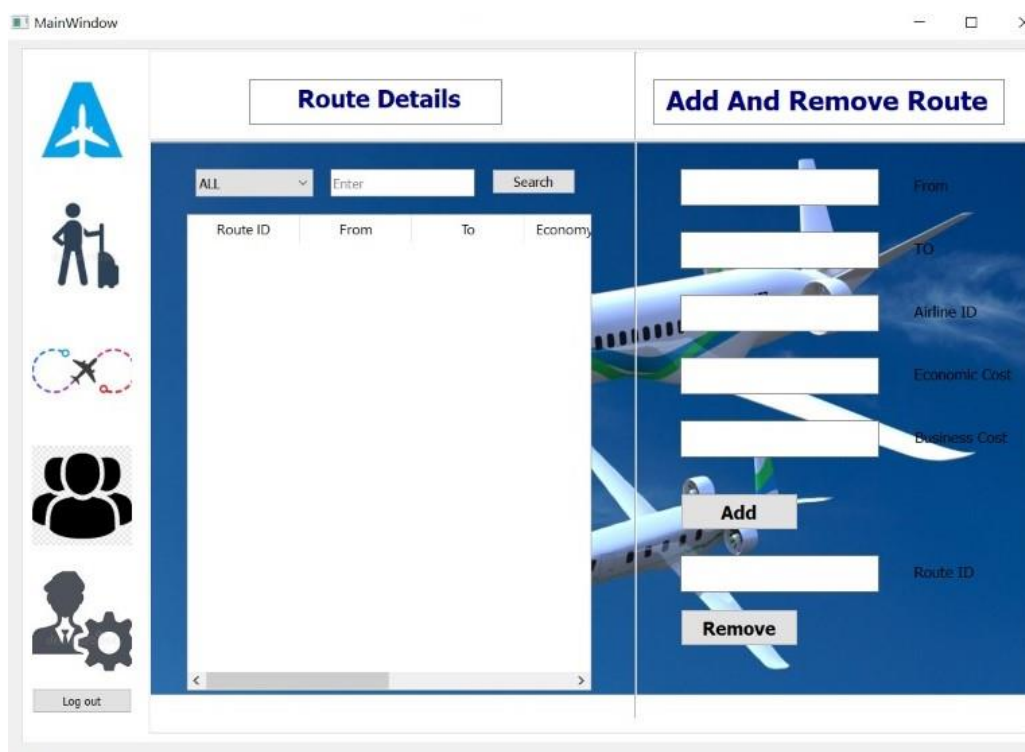 MainWindow
Route Details
Add And Remove Route
ALL
Enter
Search
Route ID From To Economy
From
TO
Airline ID
Economic Cost
Business Cost
Add
Route ID
Remove
Log out